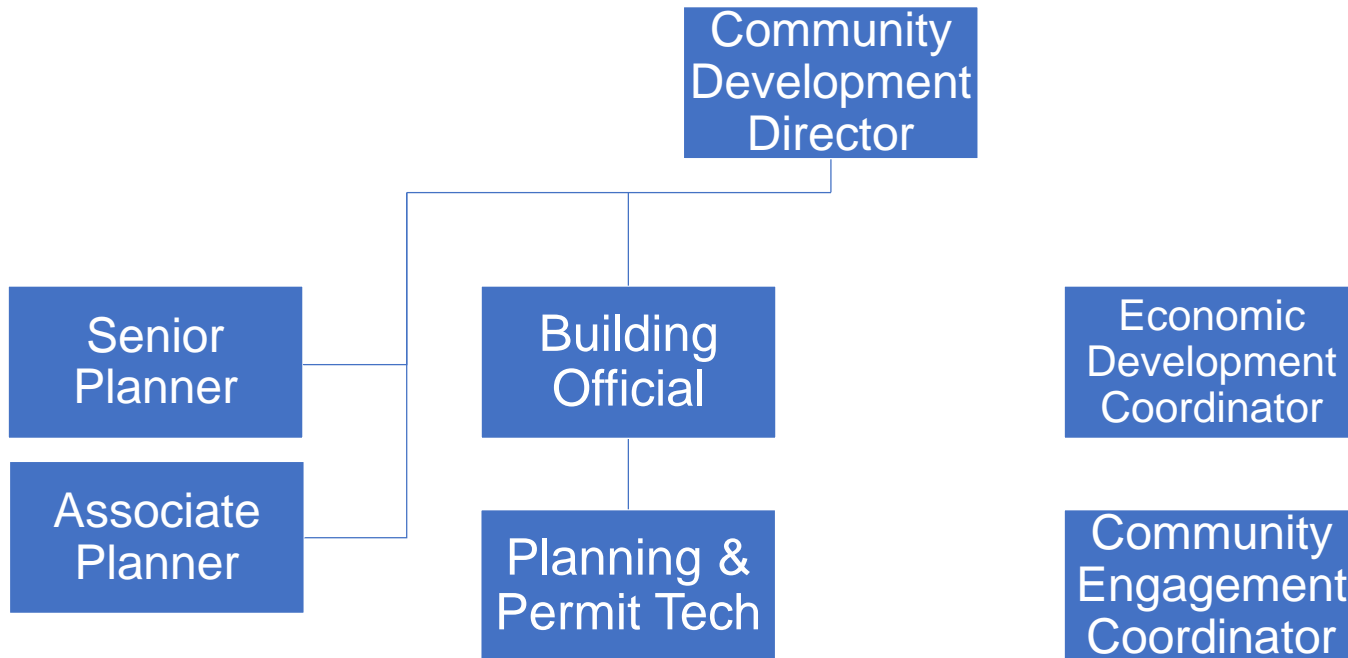 Community
Development
Director
Senior
Planner
Building
Official
Economic
Development
Coordinator
Associate
Planner
Planning &
Permit Tech
Community
Engagement
Coordinator